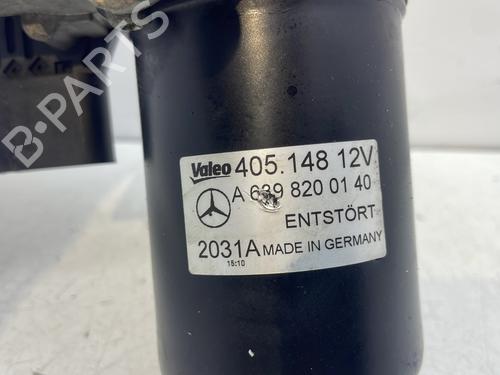 Valeo 405.148 12V
A 639 820 01 40
ENTSTÖRT
2031A MADE IN GERMANY
15:10
B-PARTS